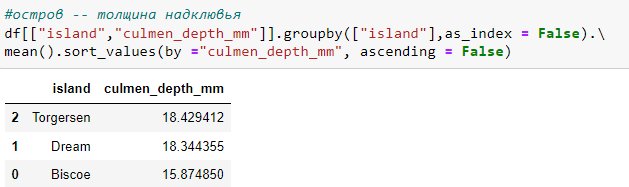 #остров -- толщина надклювья
df[["island","culmen_depth_mm"]].groupby(["island"],as_index = False).\
mean().sort_values(by ="culmen_depth_mm", ascending = False)
island culmen_depth_mm
2 Torgersen 18.429412
1 Dream 18.344355
0 Biscoe 15.874850